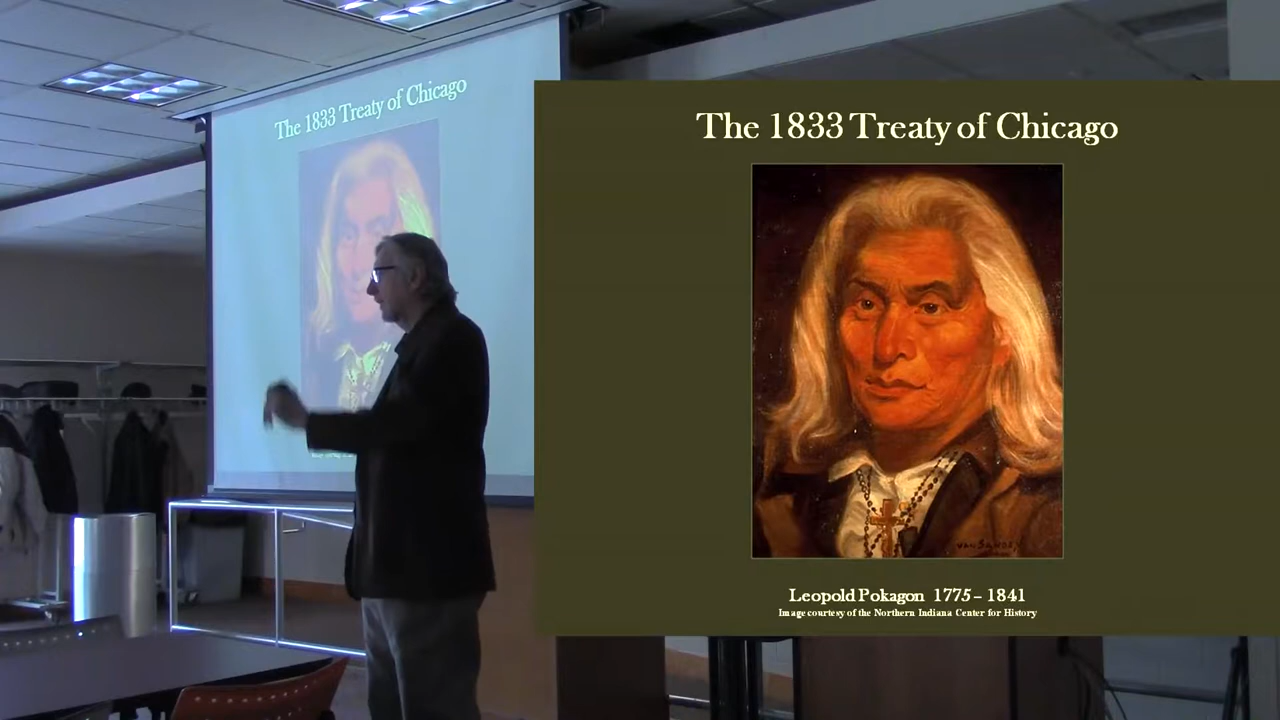 The 1833 Treaty of Chicago
The 1833 Treaty of Chicago
Leopold Pokagon 1775 – 1841
Image courtesy of the Northern Indiana Center for History